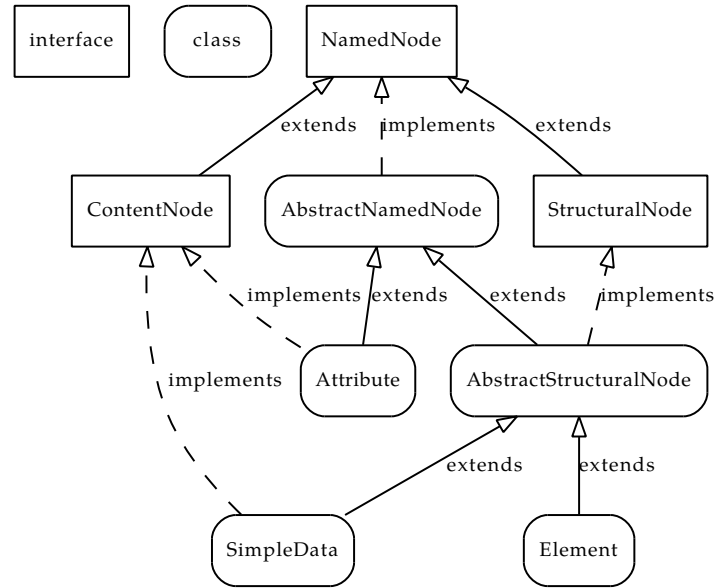 interface
class
NamedNode
extends
implements
extends
ContentNode
AbstractNamedNode
StructuralNode
implements
extends
extends
implements
implements
Attribute
AbstractStructuralNode
extends
extends
SimpleData
Element